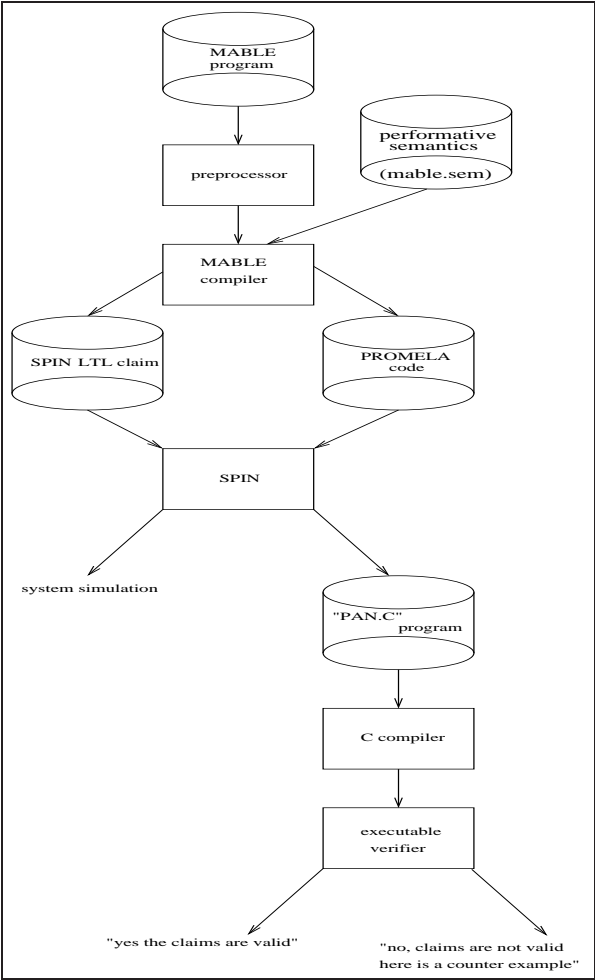 MABLE
program
performative
semantics
(mable.sem)
preprocessor
MABLE
compiler
SPIN LTL claim
PROMELA
code
SPIN
system simulation
"PAN.C"
program
C compiler
executable
verifier
"yes the claims are valid"
"no, claims are not valid
here is a counter example"